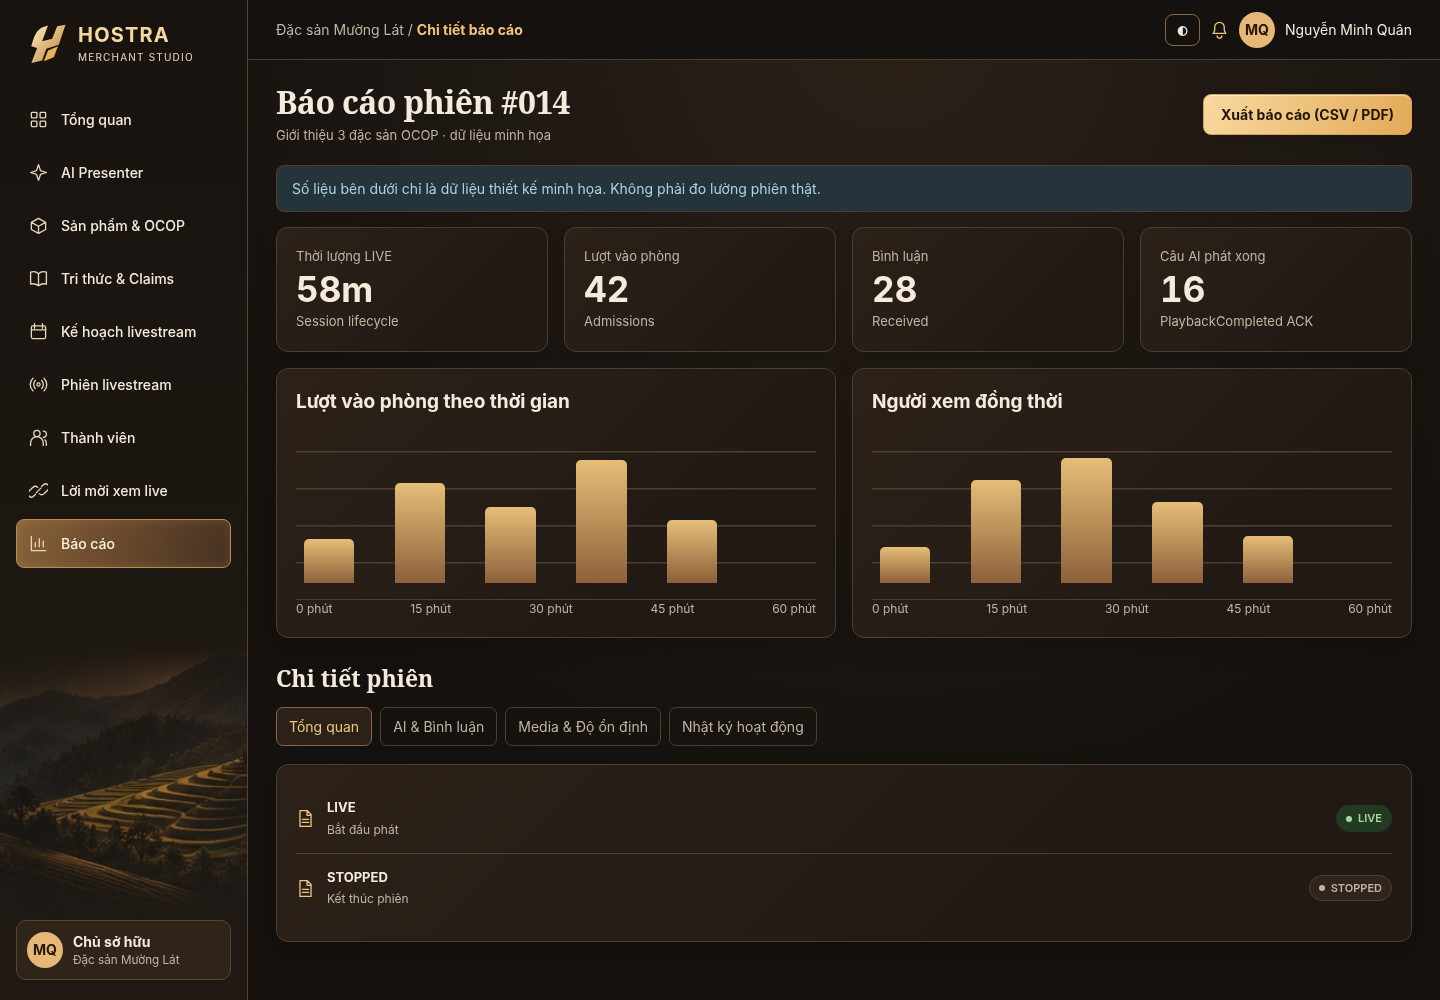 HOSTRA
MERCHANT STUDIO
Tổng quan
AI Presenter
Sản phẩm & OCOP
Tri thức & Claims
Kế hoạch livestream
Phiên livestream
Thành viên
Lời mời xem live
Báo cáo
MQ
Chủ sở hữu
Đặc sản Mường Lát
Đặc sản Mường Lát / Chi tiết báo cáo
MQ
Nguyễn Minh Quân
Báo cáo phiên #014
Giới thiệu 3 đặc sản OCOP · dữ liệu minh họa
Xuất báo cáo (CSV / PDF)
Số liệu bên dưới chỉ là dữ liệu thiết kế minh họa. Không phải đo lường phiên thật.
Thời lượng LIVE
58m
Session lifecycle
Lượt vào phòng
42
Admissions
Bình luận
28
Received
Câu AI phát xong
16
PlaybackCompleted ACK
Lượt vào phòng theo thời gian
0 phút 15 phút 30 phút 45 phút 60 phút
Người xem đồng thời
0 phút 15 phút 30 phút 45 phút 60 phút
Chi tiết phiên
Tổng quan
AI & Bình luận
Media & Độ ổn định
Nhật ký hoạt động
LIVE
Bắt đầu phát
LIVE
STOPPED
Kết thúc phiên
STOPPED